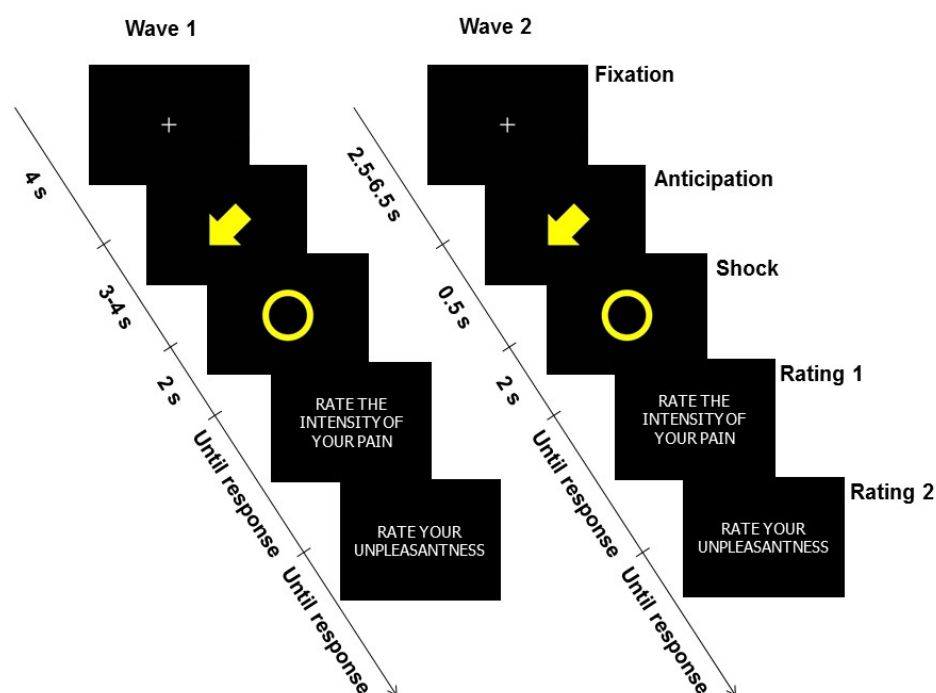 Wave 1
4 s
3-4 s
2 s
Until response
Until response
RATE THE
INTENSITY OF
YOUR PAIN
RATE YOUR
UNPLEASANTNESS
Wave 2
2.5-6.5 s
0.5 s
2 s
Until response
Until response
RATE THE
INTENSITY OF
YOUR PAIN
RATE YOUR
UNPLEASANTNESS
Fixation
Anticipation
Shock
Rating 1
Rating 2